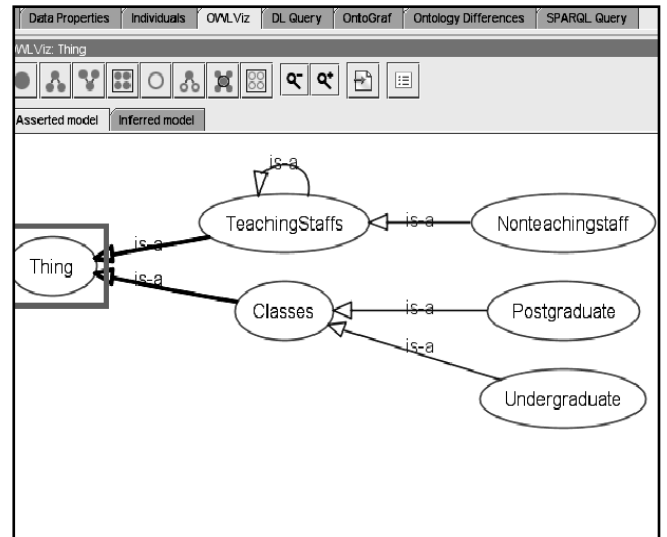 Data Properties Individuals OWLViz DL Query OntoGraf Ontology Differences SPARQL Query
OWLViz: Thing
Asserted model Inferred model
is-a
TeachingStaffs is-a Nonteachingstaff
is-a
Thing
is-a
Classes is-a Postgraduate
is-a
Undergraduate